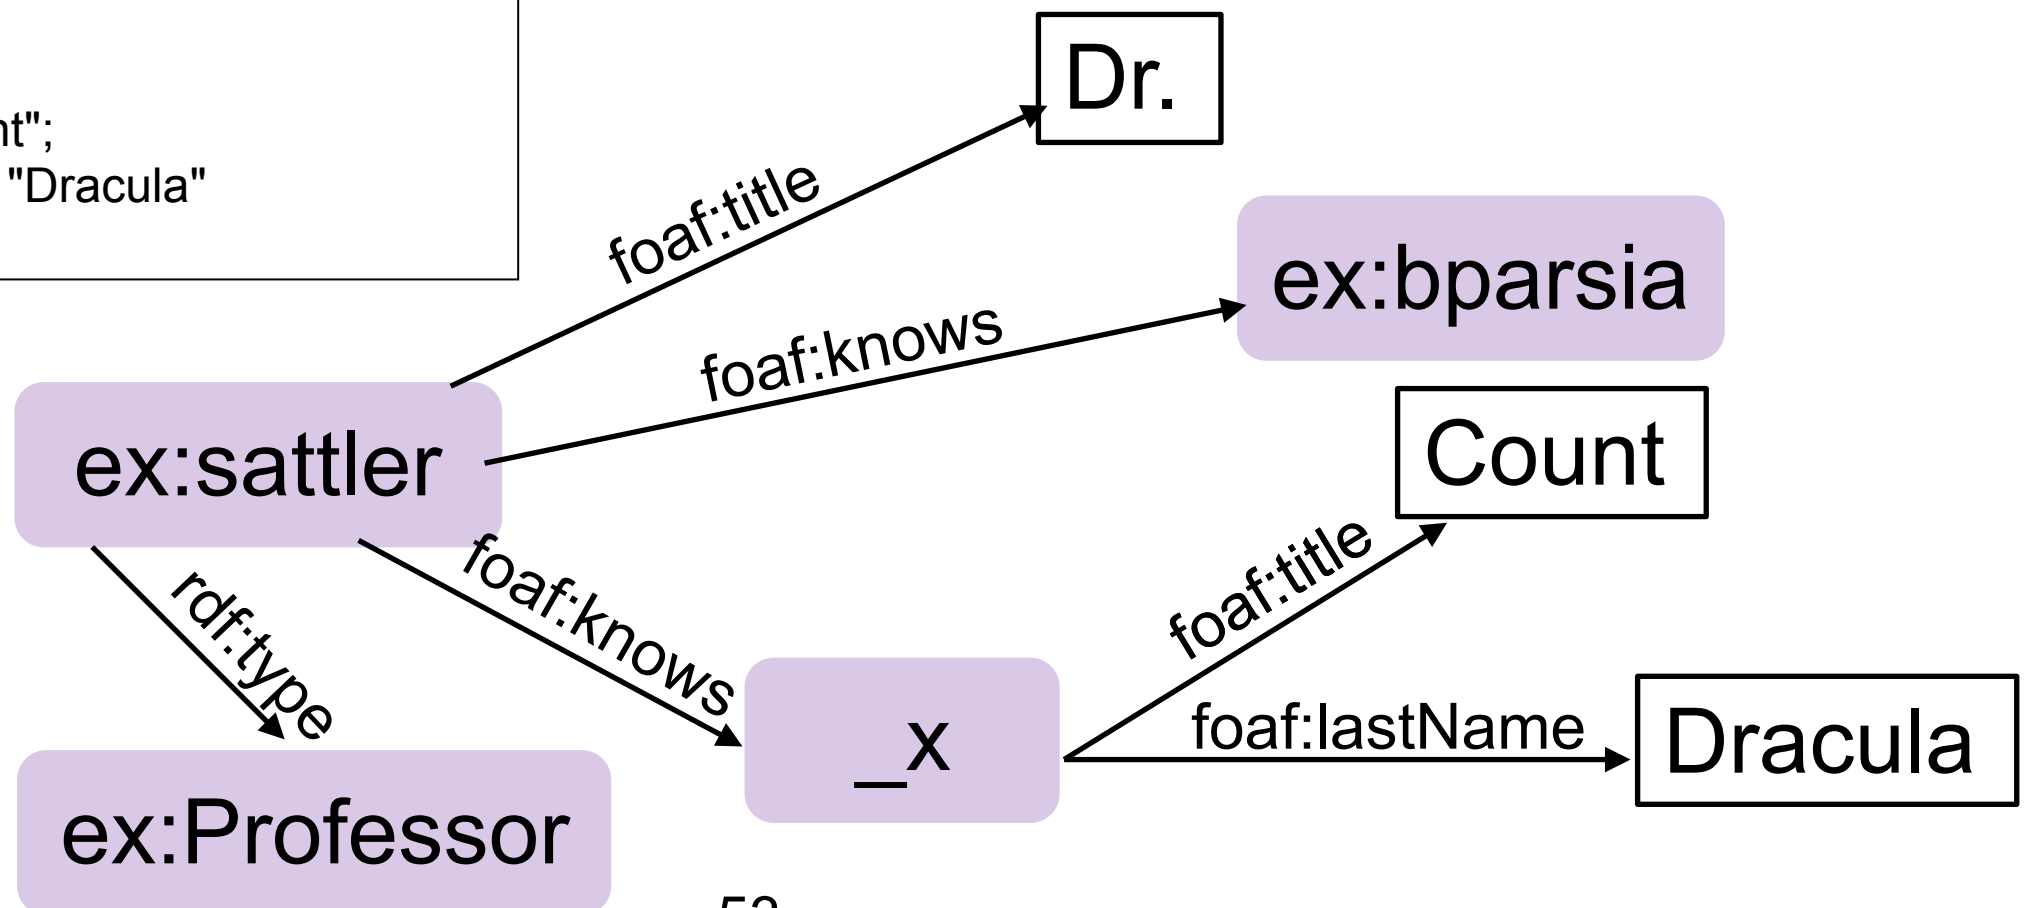 nt";
"Dracula"
Dr.
foaf:title
ex:bparsia
foaf:knows
Count
ex:sattler
foaf:title
foaf:knows
rdf:type
foaf:lastName
Dracula
_x
ex:Professor